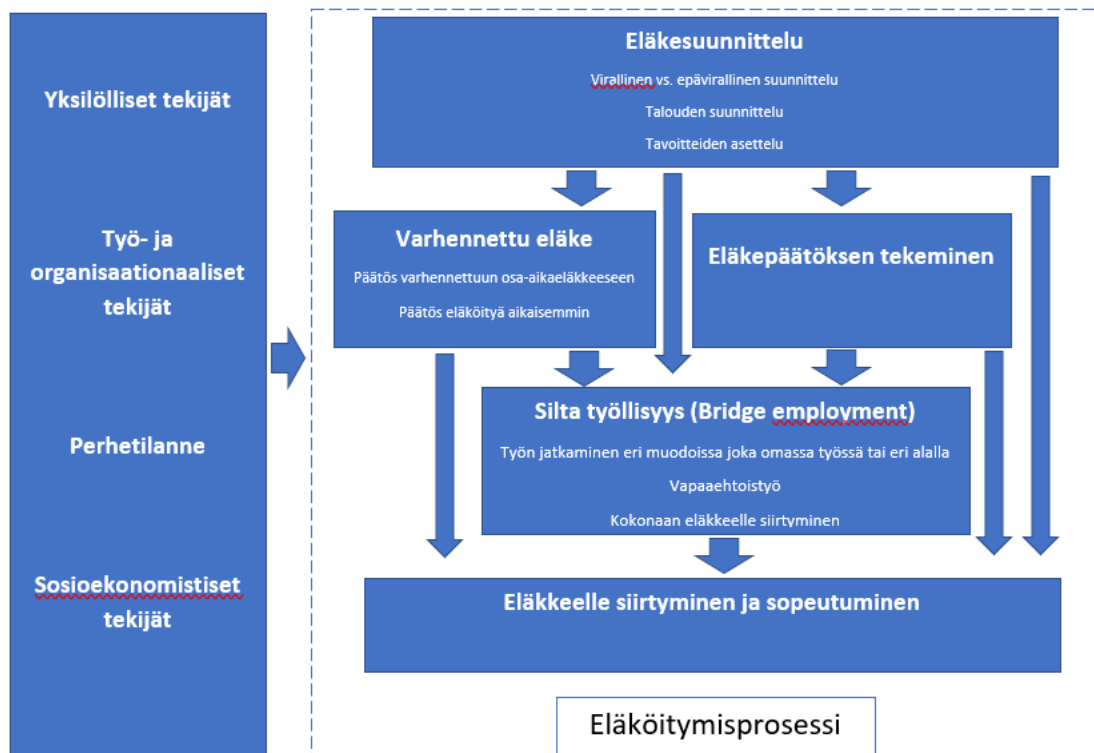 Yksilölliset tekijät
Työ- ja
organisaationaaliset
tekijät
Perhetilanne
Sosioekonomistiset
tekijät
Eläkesuunnittelu
Virallinen vs. epävirallinen suunnittelu
Talouden suunnittelu
Tavoitteiden asettelu
Varhennettu eläke
Päätös varhennettuun osa-aikaeläkkeeseen
Päätös eläköityä aikaisemmin
Eläkepäätöksen tekeminen
Silta työllisyys (Bridge employment)
Työn jatkaminen eri muodoissa joka omassa työssä tai eri alalla
Vapaaehtoistyö
Kokonaan eläkkeelle siirtyminen
Eläkkeelle siirtyminen ja sopeutuminen
Eläköitymisprosessi